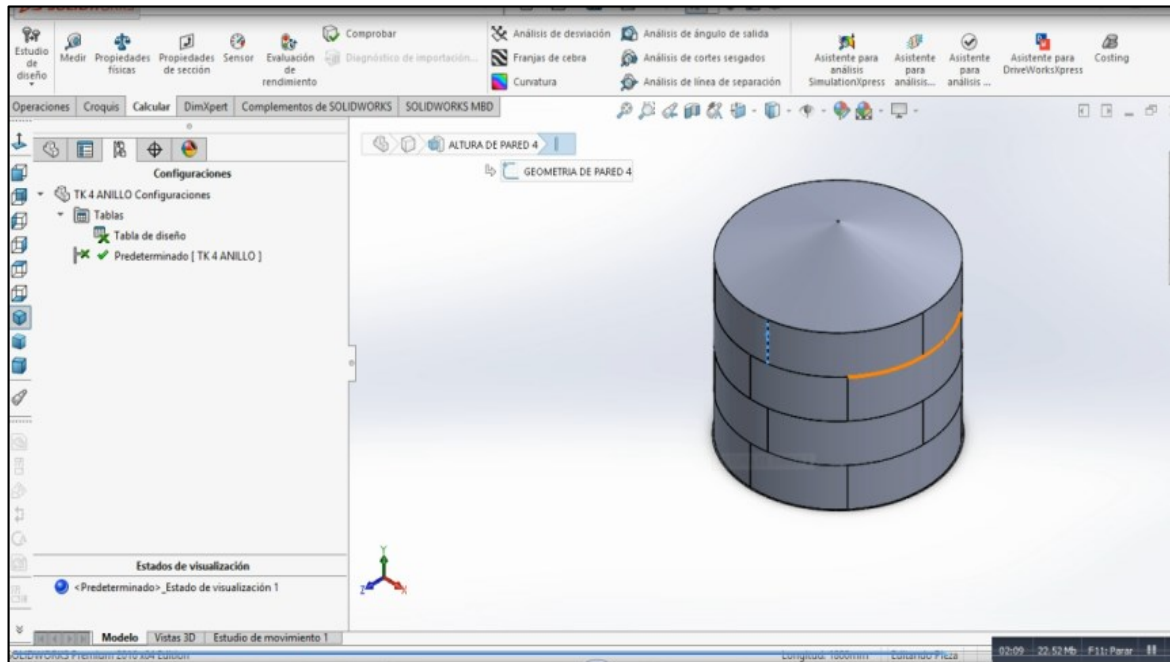 Estudio de diseño
Medir
Propiedades físicas
Propiedades de sección
Sensor
Evaluación de rendimiento
Comprobar
Diagnóstico de importación...
Análisis de desviación
Franjas de cebra
Curvatura
Análisis de ángulo de salida
Análisis de cortes sesgados
Análisis de línea de separación
Asistente para análisis SimulationXpress
Asistente para análisis...
Asistente para análisis ...
Asistente para DriveWorksXpress
Costing
Operaciones Croquis Calcular DimXpert Complementos de SOLIDWORKS SOLIDWORKS MBD
ALTURA DE PARED 4
GEOMETRIA DE PARED 4
Configuraciones
TK 4 ANILLO Configuraciones
Tablas
Tabla de diseño
Predeterminado [ TK 4 ANILLO ]
Y
Z X
Estados de visualización
<Predeterminado>_Estado de visualización 1
Modelo Vistas 3D Estudio de movimiento 1
SOLIDWORKS Premium 2016 x64 Edition
Longitud: 1800mm Editando Pieza
02:09 22.52 Mb F11: Parar